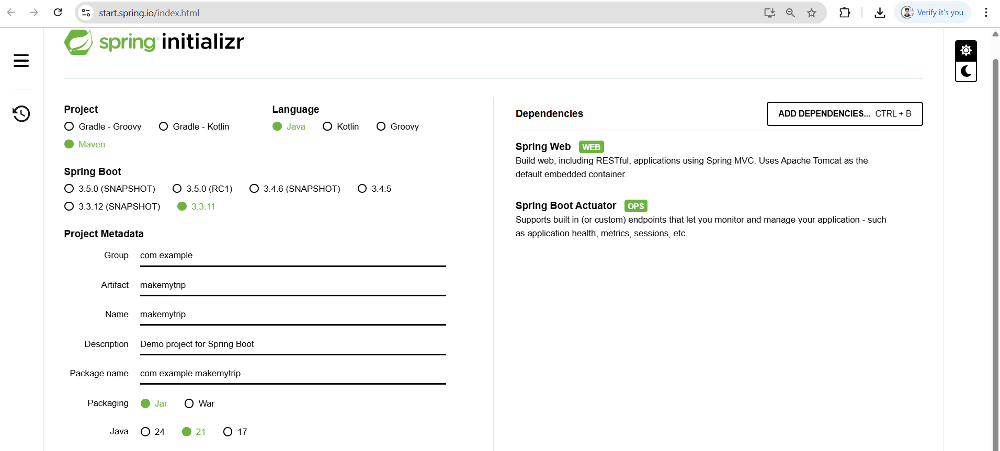 start.spring.io/index.html
Verify it's you
spring initializr
Project
Gradle - Groovy
Gradle - Kotlin
Maven
Language
Java
Kotlin
Groovy
Spring Boot
3.5.0 (SNAPSHOT)
3.5.0 (RC1)
3.4.6 (SNAPSHOT)
3.4.5
3.3.12 (SNAPSHOT)
3.3.11
Project Metadata
Group com.example
Artifact makemytrip
Name makemytrip
Description Demo project for Spring Boot
Package name com.example.makemytrip
Packaging Jar War
Java 24 21 17
Dependencies
ADD DEPENDENCIES... CTRL + B
Spring Web WEB
Build web, including RESTful, applications using Spring MVC. Uses Apache Tomcat as the
default embedded container.
Spring Boot Actuator OPS
Supports built in (or custom) endpoints that let you monitor and manage your application - such
as application health, metrics, sessions, etc.